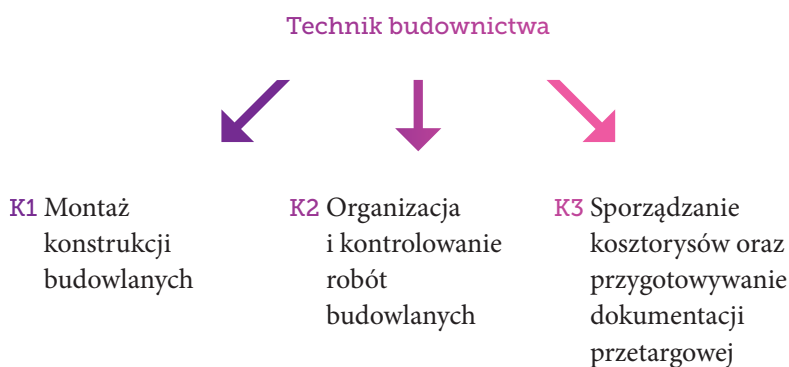 Technik budownictwa
K1 Montaż
konstrukcji
budowlanych
K2 Organizacja
i kontrolowanie
robót
budowlanych
K3 Sporządzanie
kosztorysów oraz
przygotowywanie
dokumentacji
przetargowej